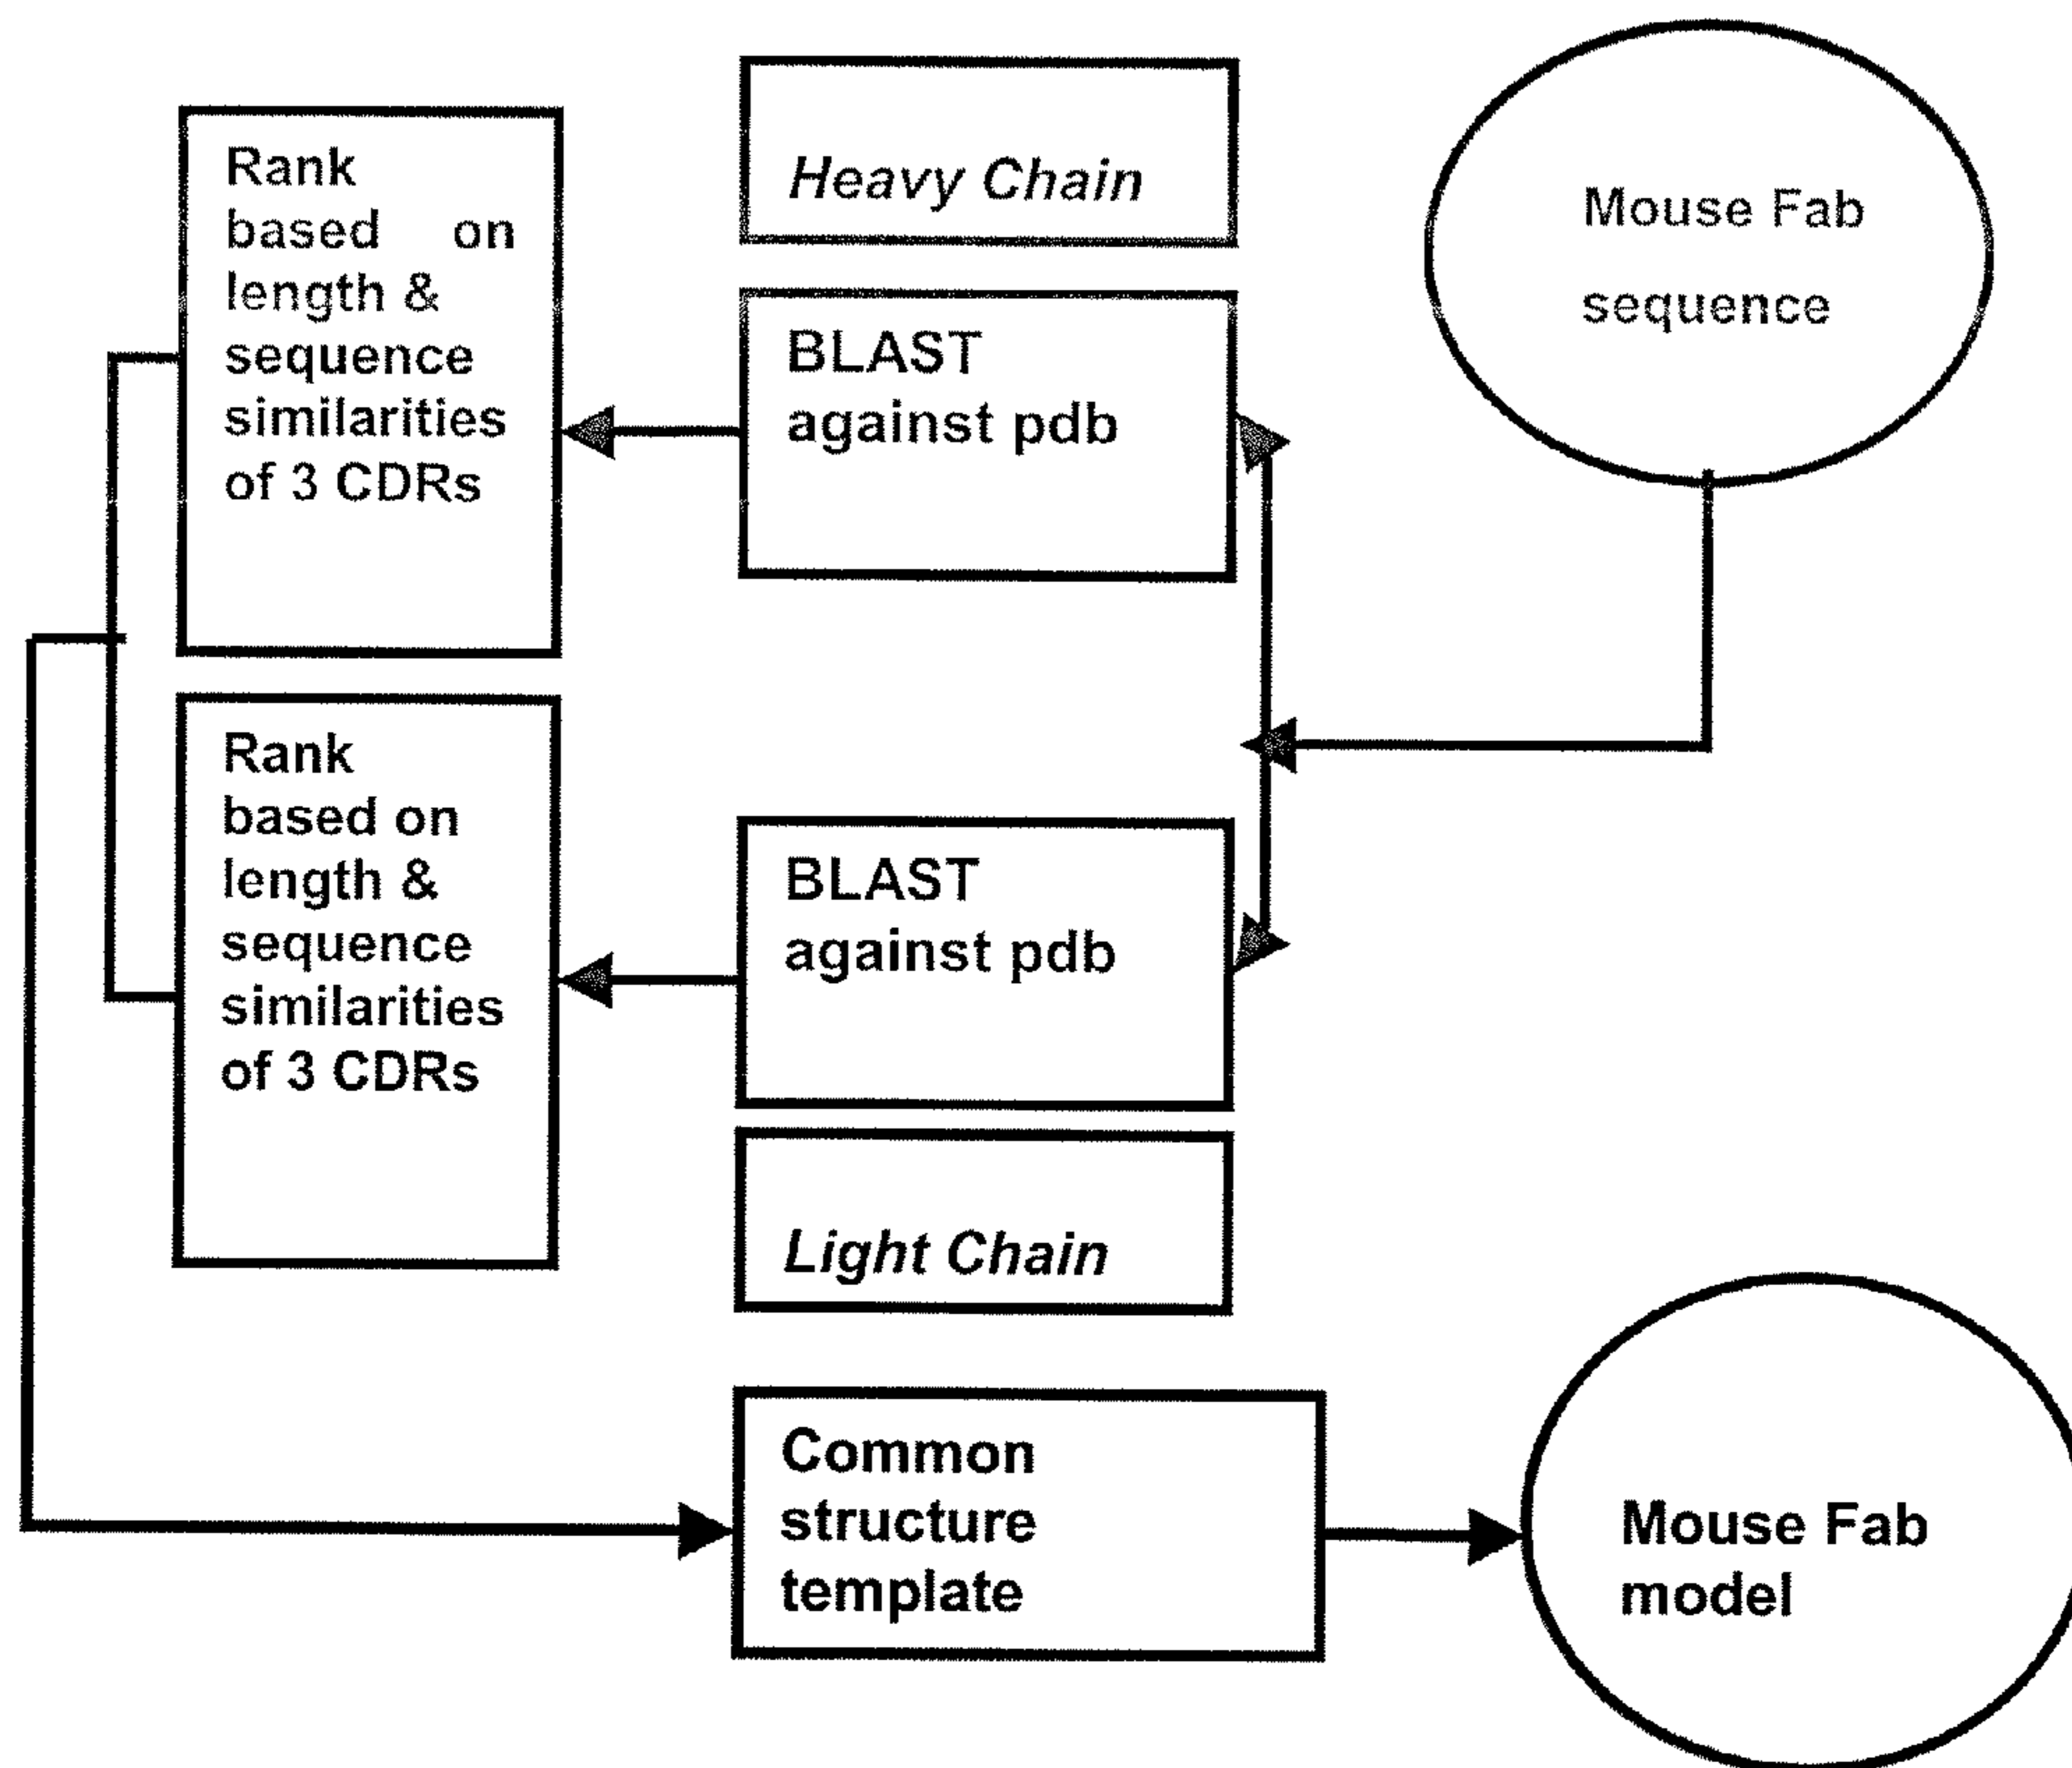 Heavy Chain
Mouse Fab
sequence
Rank
based on
length &
sequence
similarities
of 3 CDRs
BLAST
against pdb
Rank
based on
length &
sequence
similarities
of 3 CDRs
BLAST
against pdb
Light Chain
Common
structure
template
Mouse Fab
model